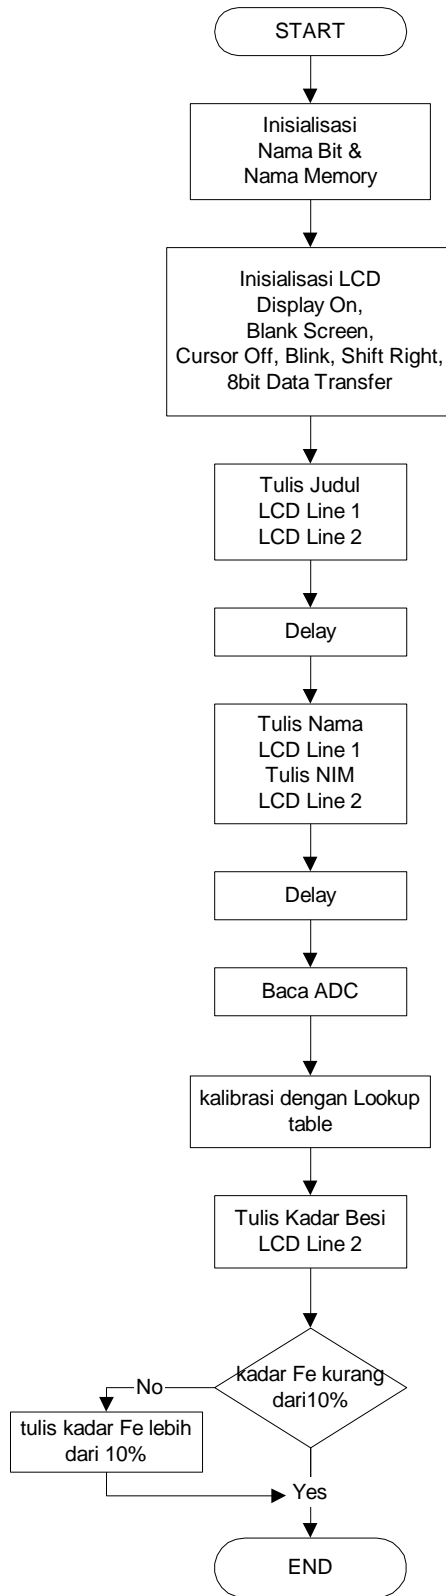 START
Inisialisasi
Nama Bit &
Nama Memory
Inisialisasi LCD
Display On,
Blank Screen,
Cursor Off, Blink, Shift Right,
8bit Data Transfer
Tulis Judul
LCD Line 1
LCD Line 2
Delay
Tulis Nama
LCD Line 1
Tulis NIM
LCD Line 2
Delay
Baca ADC
kalibrasi dengan Lookup
table
Tulis Kadar Besi
LCD Line 2
kadar Fe kurang
dari10%
No
tulis kadar Fe lebih
dari 10%
Yes
END